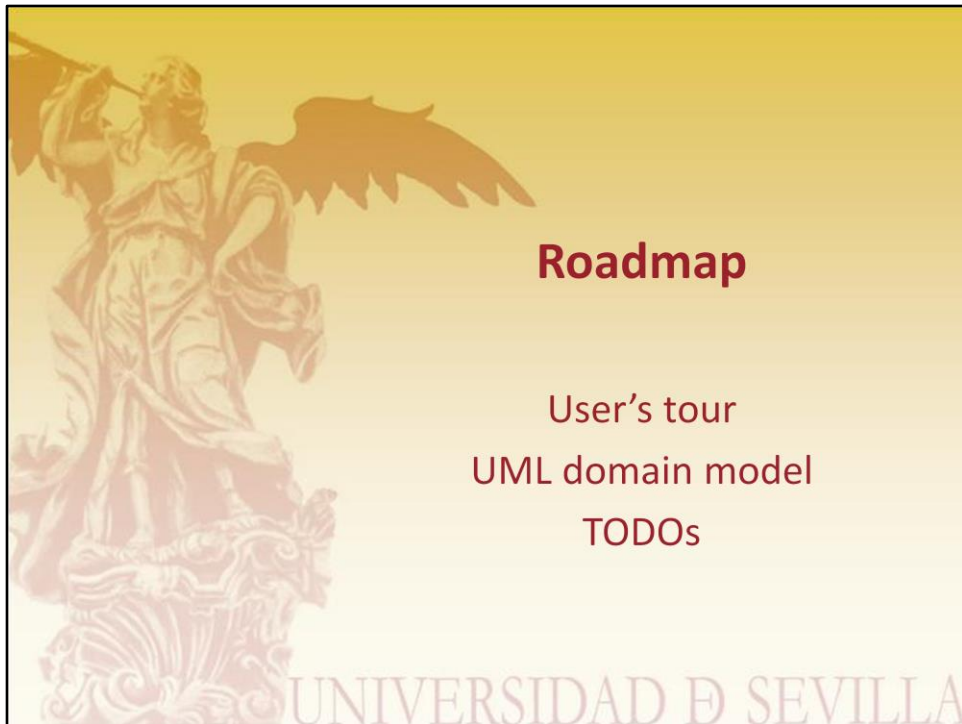 Roadmap
User’s tour
UML domain model
TODOs
UNIVERSIDAD Ð SEVILLA